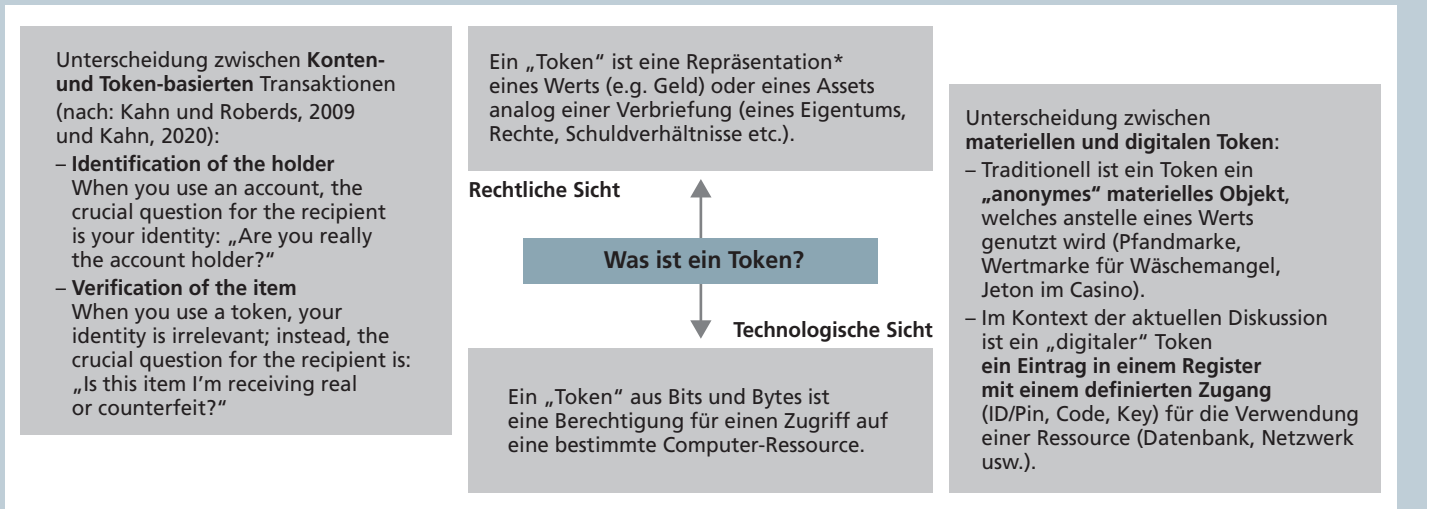 Unterscheidung zwischen Konten-
und Token-basierten Transaktionen
(nach: Kahn und Roberds, 2009
und Kahn, 2020):
– Identification of the holder
When you use an account, the
crucial question for the recipient
is your identity: „Are you really
the account holder?"
– Verification of the item
When you use a token, your
identity is irrelevant; instead, the
crucial question for the recipient is:
„Is this item I'm receiving real
or counterfeit?"
Ein „Token" ist eine Repräsentation*
eines Werts (e.g. Geld) oder eines Assets
analog einer Verbriefung (eines Eigentums,
Rechte, Schuldverhältnisse etc.).
Rechtliche Sicht
Was ist ein Token?
Technologische Sicht
Ein „Token" aus Bits und Bytes ist
eine Berechtigung für einen Zugriff auf
eine bestimmte Computer-Ressource.
Unterscheidung zwischen
materiellen und digitalen Token:
– Traditionell ist ein Token ein
„anonymes" materielles Objekt,
welches anstelle eines Werts
genutzt wird (Pfandmarke,
Wertmarke für Wäschemangel,
Jeton im Casino).
– Im Kontext der aktuellen Diskussion
ist ein „digitaler" Token
ein Eintrag in einem Register
mit einem definierten Zugang
(ID/Pin, Code, Key) für die Verwendung
einer Ressource (Datenbank, Netzwerk
usw.).